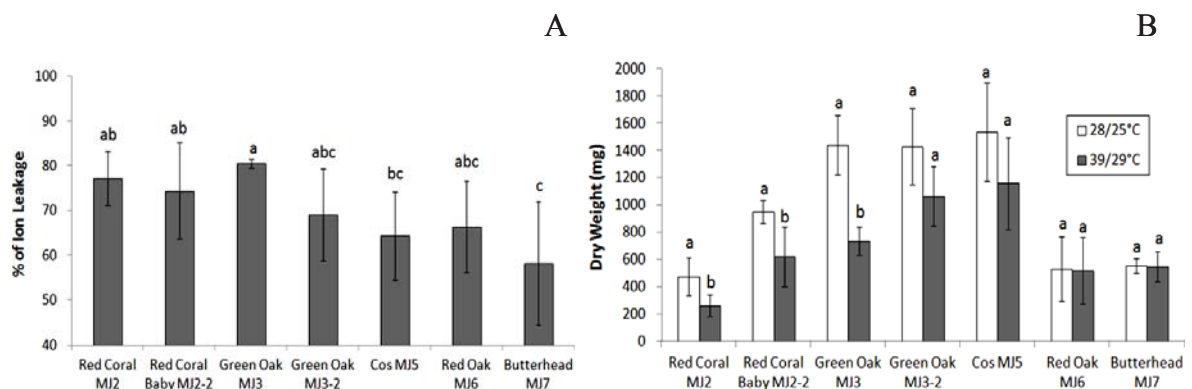 A
B
% of Ion Leakage
100
90
80
70
60
50
40
ab
ab
a
abc
bc
abc
c
Red Coral
MJ2
Red Coral
Baby MJ2-2
Green Oak
MJ3
Green Oak
MJ3-2
Cos MJ5
Red Oak
MJ6
Butterhead
MJ7
Dry Weight (mg)
2000
1800
1600
1400
1200
1000
800
600
400
200
0
a
b
a
b
a
b
a
a
a
a
a
a
a
a
28/25°C
39/29°C
Red Coral
MJ2
Red Coral
Baby MJ2-2
Green Oak
MJ3
Green Oak
MJ3-2
Cos MJ5
Red Oak
MJ6
Butterhead
MJ7